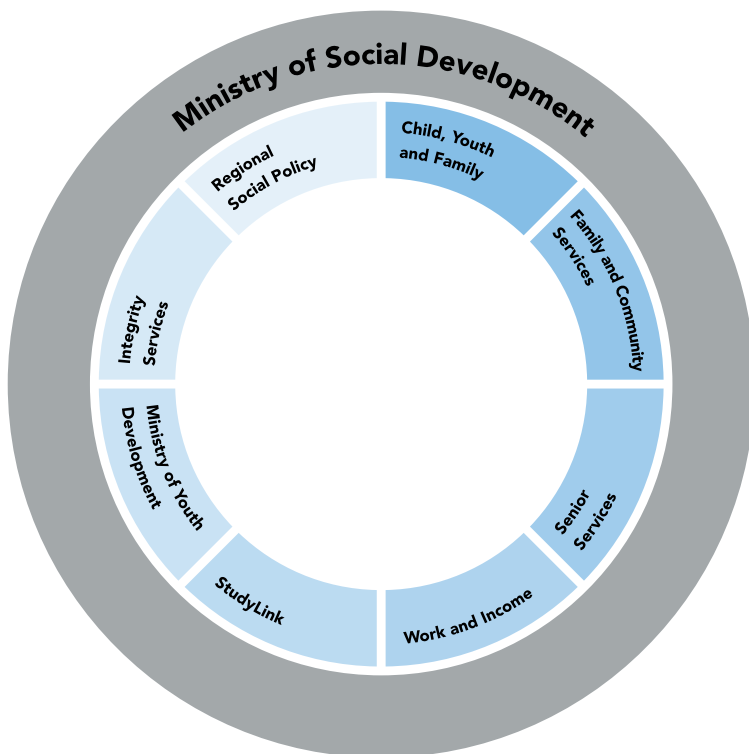 Ministry of Social Development
Child, Youth
and Family
Family and Community
Services
Senior
Services
Work and Income
StudyLink
Ministry of Youth
Development
Integrity
Services
Regional
Social Policy